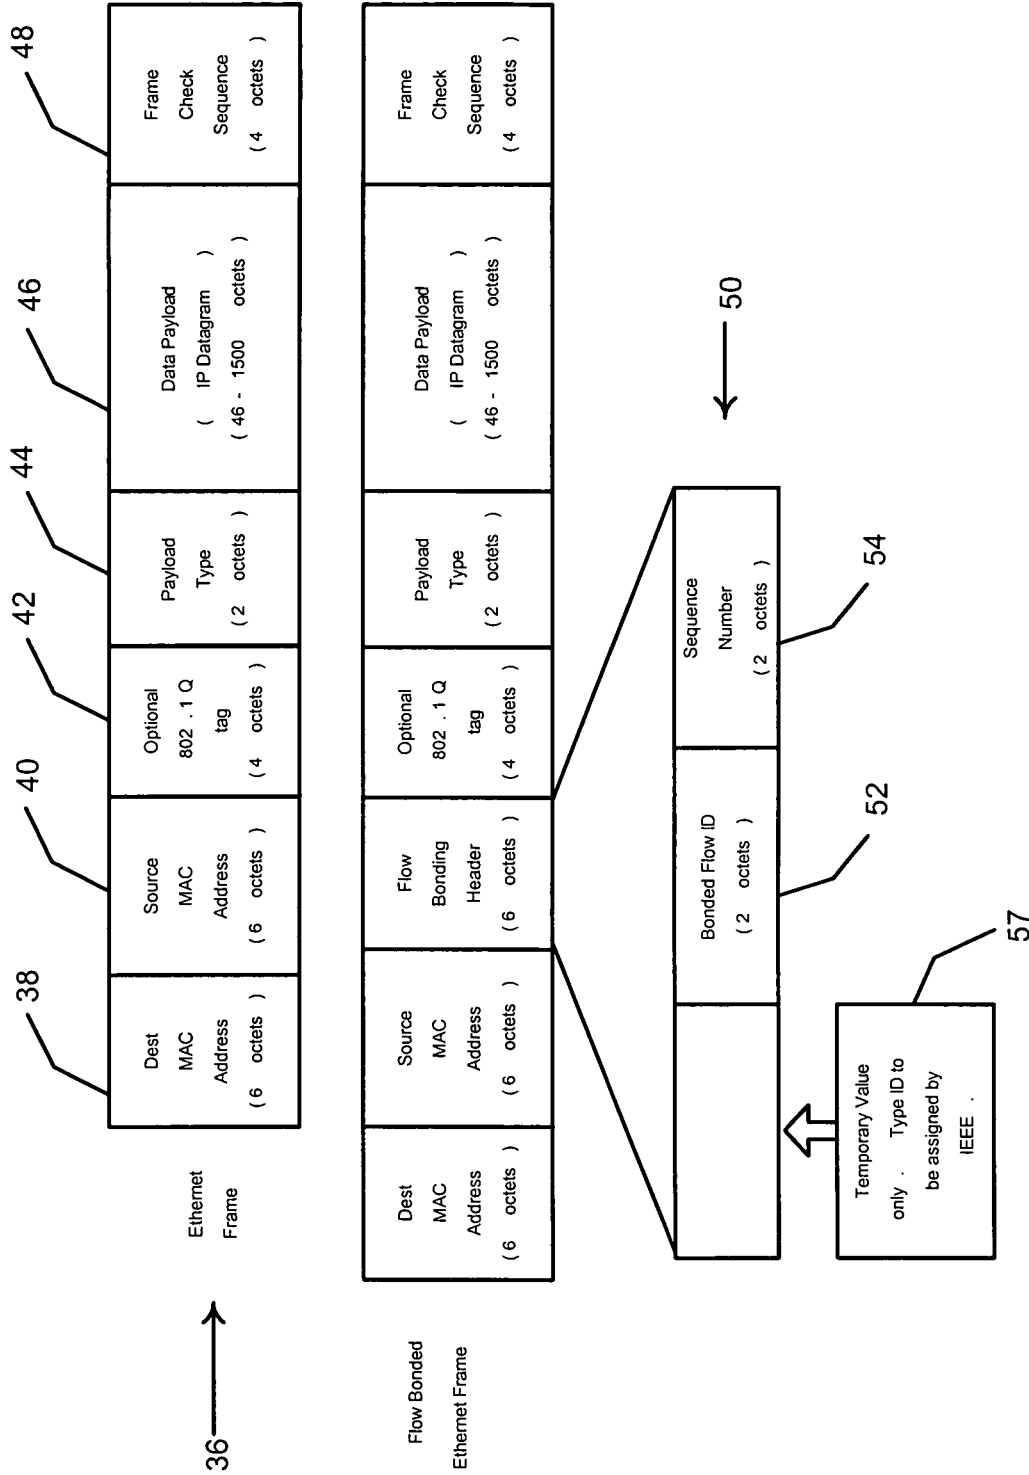 36
Ethernet
Frame
38
40
42
44
46
48
Dest
MAC
Address
( 6 octets )
Source
MAC
Address
( 6 octets )
Optional
802 . 1 Q
tag
( 4 octets )
Payload
Type
( 2 octets )
Data Payload
( IP Datagram )
( 46 - 1500 octets )
Frame
Check
Sequence
( 4 octets )
Flow Bonded
Ethernet Frame
Dest
MAC
Address
( 6 octets )
Source
MAC
Address
( 6 octets )
Flow
Bonding
Header
( 6 octets )
Optional
802 . 1 Q
tag
( 4 octets )
Payload
Type
( 2 octets )
Data Payload
( IP Datagram )
( 46 - 1500 octets )
Frame
Check
Sequence
( 4 octets )
Bonded Flow ID
( 2 octets )
Sequence
Number
( 2 octets )
50
52
54
Temporary Value
only . Type ID to
be assigned by
IEEE .
57